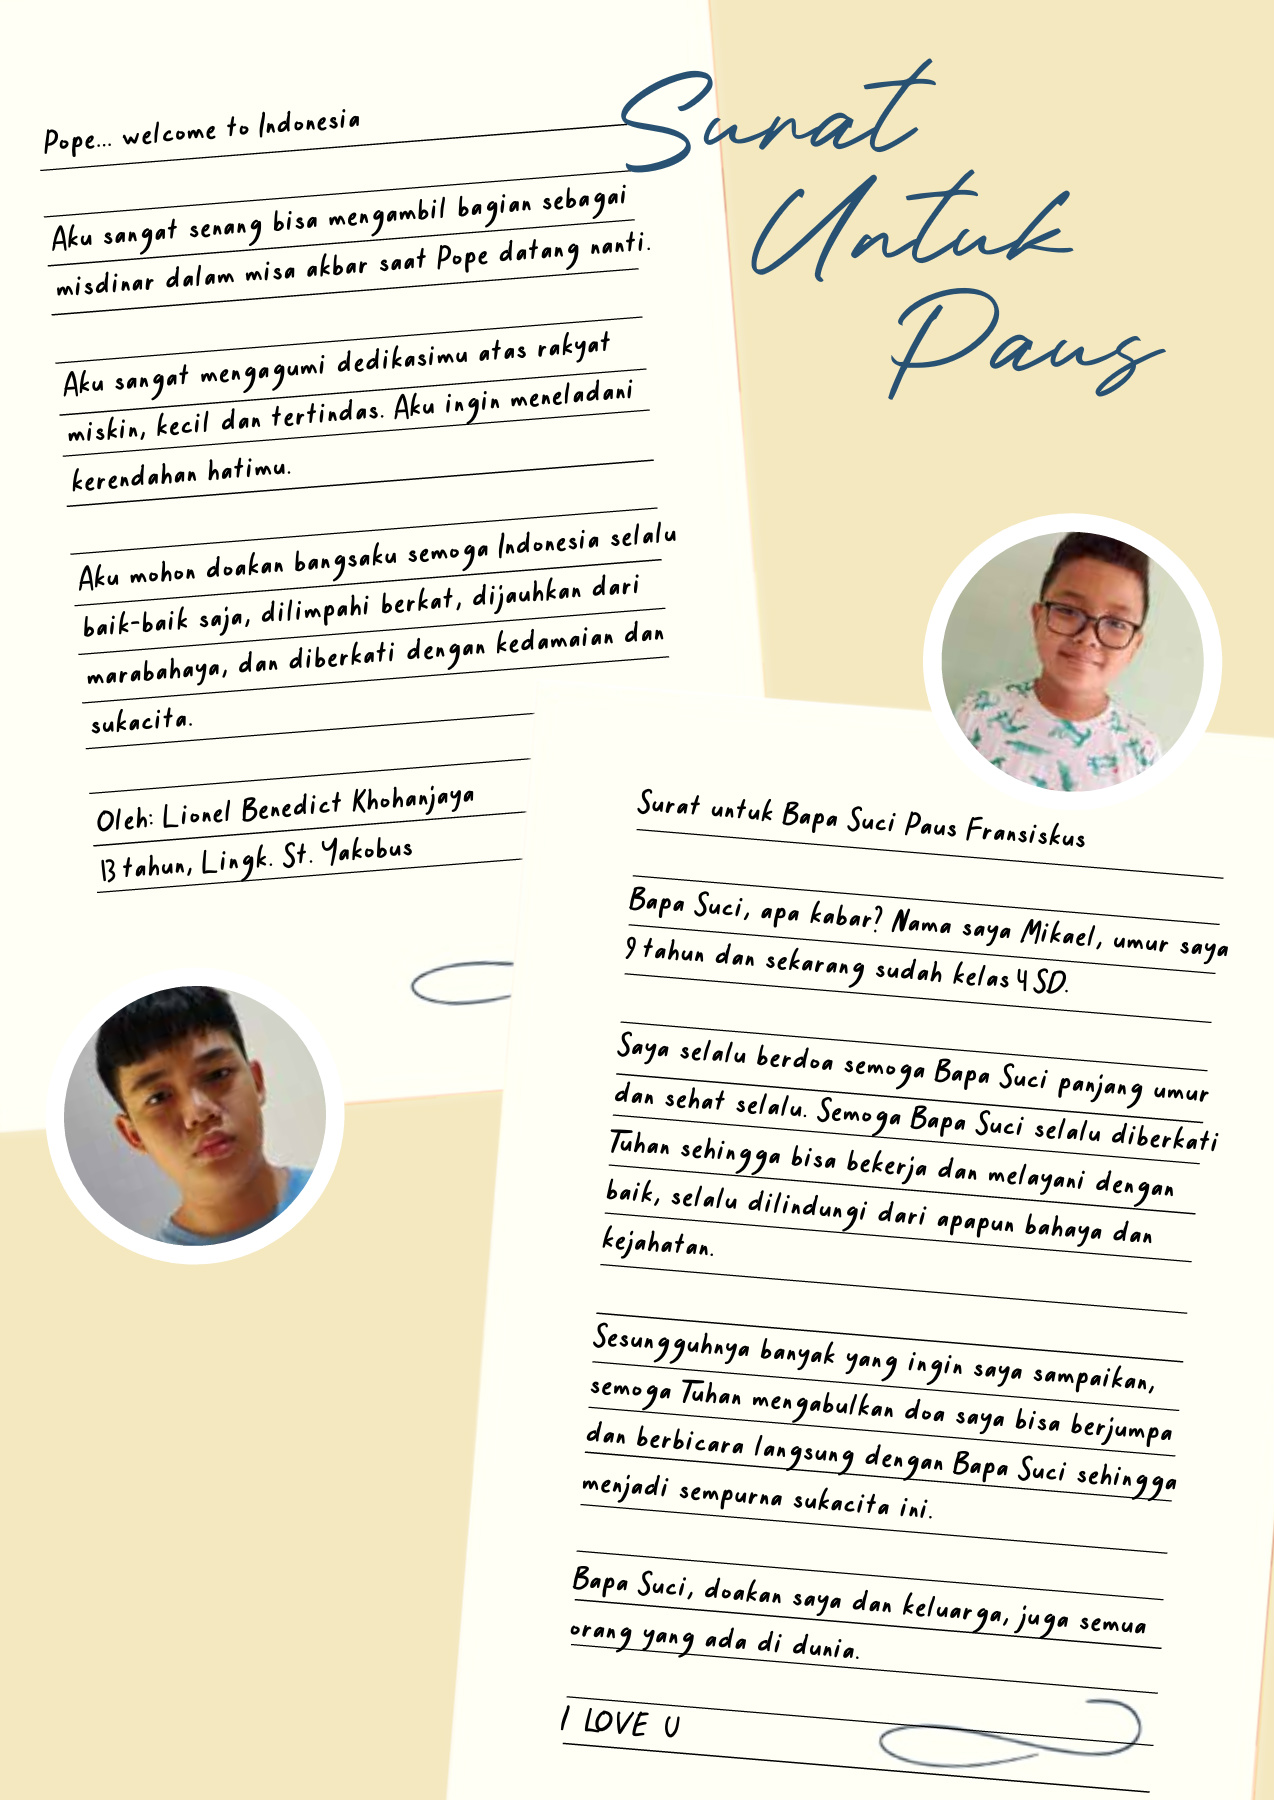 Surat
Untuk
Paus
Pope... welcome to Indonesia
Aku sangat senang bisa mengambil bagian sebagai
misdinar dalam misa akbar saat Pope datang nanti.
Aku sangat mengagumi dedikasimu atas rakyat
miskin, kecil dan tertindas. Aku ingin meneladani
kerendahan hatimu.
Aku mohon doakan bangsaku semoga Indonesia selalu
baik-baik saja, dilimpahi berkat, dijauhkan dari
marabahaya, dan diberkati dengan kedamaian dan
sukacita.
Oleh: Lionel Benedict Khohanjaya
13 tahun, Lingk. St. Yakobus
Surat untuk Bapa Suci Paus Fransiskus
Bapa Suci, apa kabar? Nama saya Mikael, umur saya
9 tahun dan sekarang sudah kelas 4 SD.
Saya selalu berdoa semoga Bapa Suci panjang umur
dan sehat selalu. Semoga Bapa Suci selalu diberkati
Tuhan sehingga bisa bekerja dan melayani dengan
baik, selalu dilindungi dari apapun bahaya dan
kejahatan.
Sesungguhnya banyak yang ingin saya sampaikan,
semoga Tuhan mengabulkan doa saya bisa berjumpa
dan berbicara langsung dengan Bapa Suci sehingga
menjadi sempurna sukacita ini.
Bapa Suci, doakan saya dan keluarga, juga semua
orang yang ada di dunia.
I LOVE U